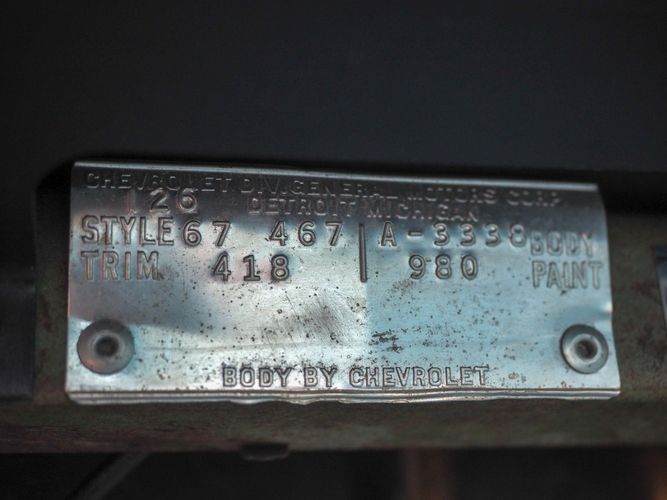 CHEVROLET DIV. GENERAL MOTORS CORP.
126 DETROIT MICHIGAN
STYLE 67 467 A-3338 BODY
TRIM 418 980 PAINT
BODY BY CHEVROLET